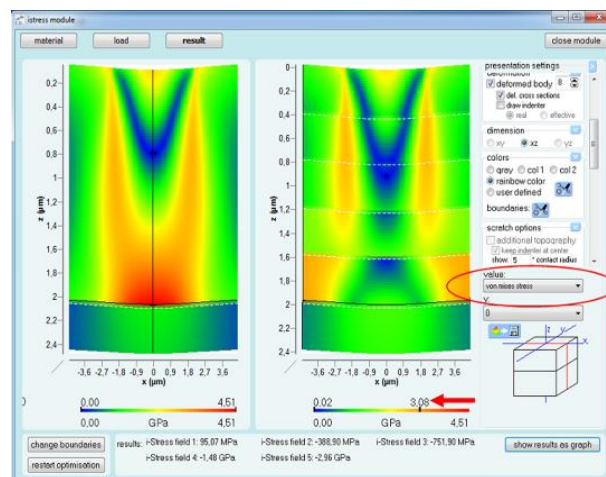 istress module
material load result close module
presentation settings
deformation
deformed body 8
def. cross sections
draw indenter
real effective
dimension
xy xz yz
colors
gray col 1 col 2
rainbow color
user defined
boundaries:
scratch options
additional topography
keep indenter at center
show 5 * contact radius
value:
von mises stress
y
0
z y x
z (µm)
0,2
0,4
0,6
0,8
1
1,2
1,4
1,6
1,8
2
2,2
2,4
-3,6 -2,7 -1,8 -0,9 0 0,9 1,8 2,7 3,6
x (µm)
0 0,00 4,51
GPa
z (µm)
0
0,2
0,4
0,6
0,8
1
1,2
1,4
1,6
1,8
2
2,2
2,4
-3,6 -2,7 -1,8 -0,9 0 0,9 1,8 2,7 3,6
x (µm)
0,02 3,08 4,51
GPa
change boundaries
restart optimisation
results: i-Stress field 1: 95,07 MPa i-Stress field 2: -388,90 MPa i-Stress field 3: -751,90 MPa
i-Stress field 4: -1,48 GPa i-Stress field 5: -2,96 GPa
show results as graph